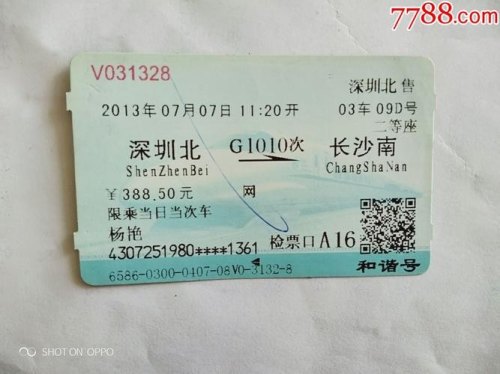 7788.com
V031328
深圳北 售
2013年07月07日 11:20开 03车 09D号
二等座
深圳北 G1010次 长沙南
ShenZhenBei ChangShaNan
￥388.50元 网
限乘当日当次车
杨艳
4307251980****1361 检票口 A16
6586-0300-0407-08V0-3132-8 和谐号
SHOT ON OPPO